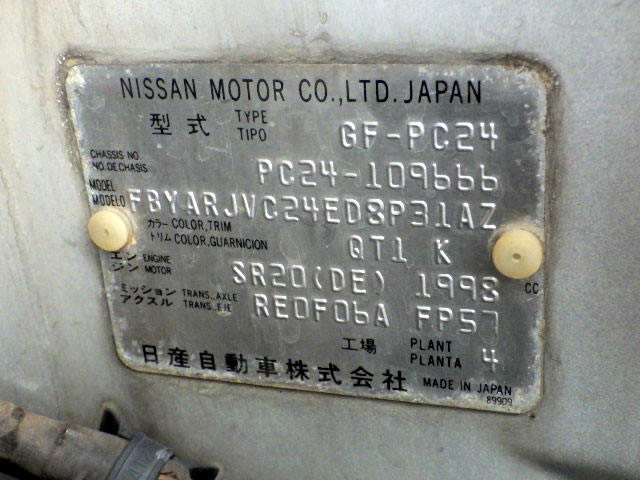 NISSAN MOTOR CO.,LTD. JAPAN
型式 TYPE TIPO GF-PC24
CHASSIS NO. NO.DE CHASIS PC24-109666
MODEL MODELO FBYARJVC24ED8P31AZ
カラー トリム COLOR,TRIM COLOR,GUARNICION QT1 K
エンジン ENGINE MOTOR SR20(DE) 1998 CC
ミッション アクスル TRANS.,AXLE TRANS.,EJE RE0F06A FP57
工場 PLANT PLANTA 4
日産自動車株式会社 MADE IN JAPAN
89909